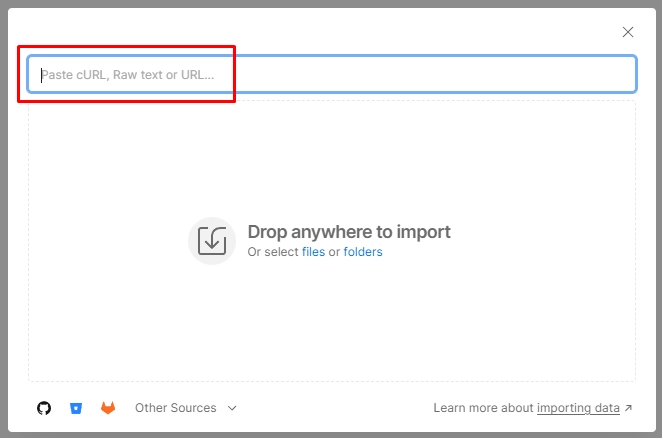 Paste cURL, Raw text or URL...
Drop anywhere to import
Or select files or folders
Other Sources
Learn more about importing data